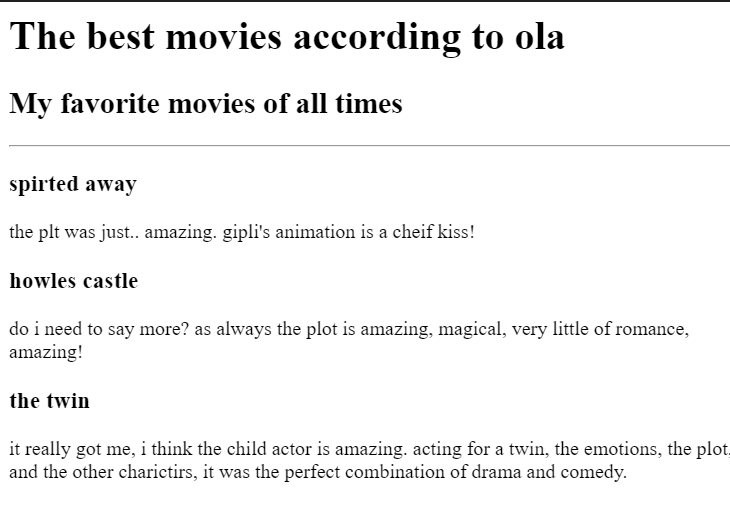 The best movies according to ola
My favorite movies of all times
spirted away
the plt was just.. amazing. gipli's animation is a cheif kiss!
howles castle
do i need to say more? as always the plot is amazing, magical, very little of romance,
amazing!
the twin
it really got me, i think the child actor is amazing. acting for a twin, the emotions, the plot,
and the other charictirs, it was the perfect combination of drama and comedy.